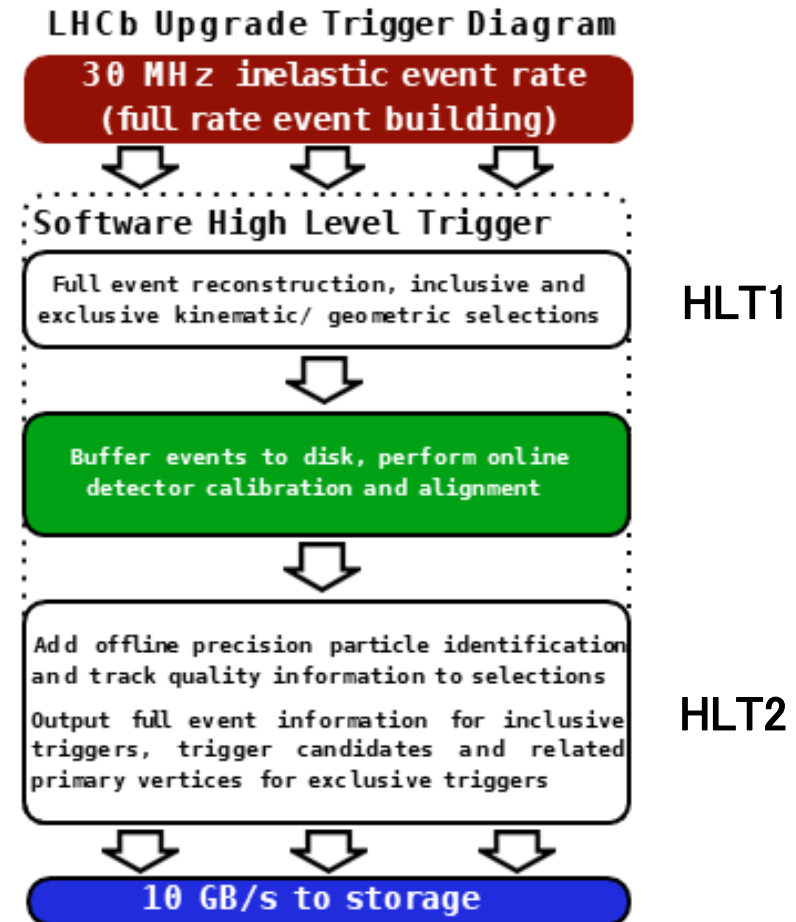 LHCb Upgrade Trigger Diagram
30 MHz inelastic event rate
(full rate event building)
Software High Level Trigger
Full event reconstruction, inclusive and
exclusive kinematic/ geometric selections
HLT1
Buffer events to disk, perform online
detector calibration and alignment
Add offline precision particle identification
and track quality information to selections
Output full event information for inclusive
triggers, trigger candidates and related
primary vertices for exclusive triggers
HLT2
10 GB/s to storage